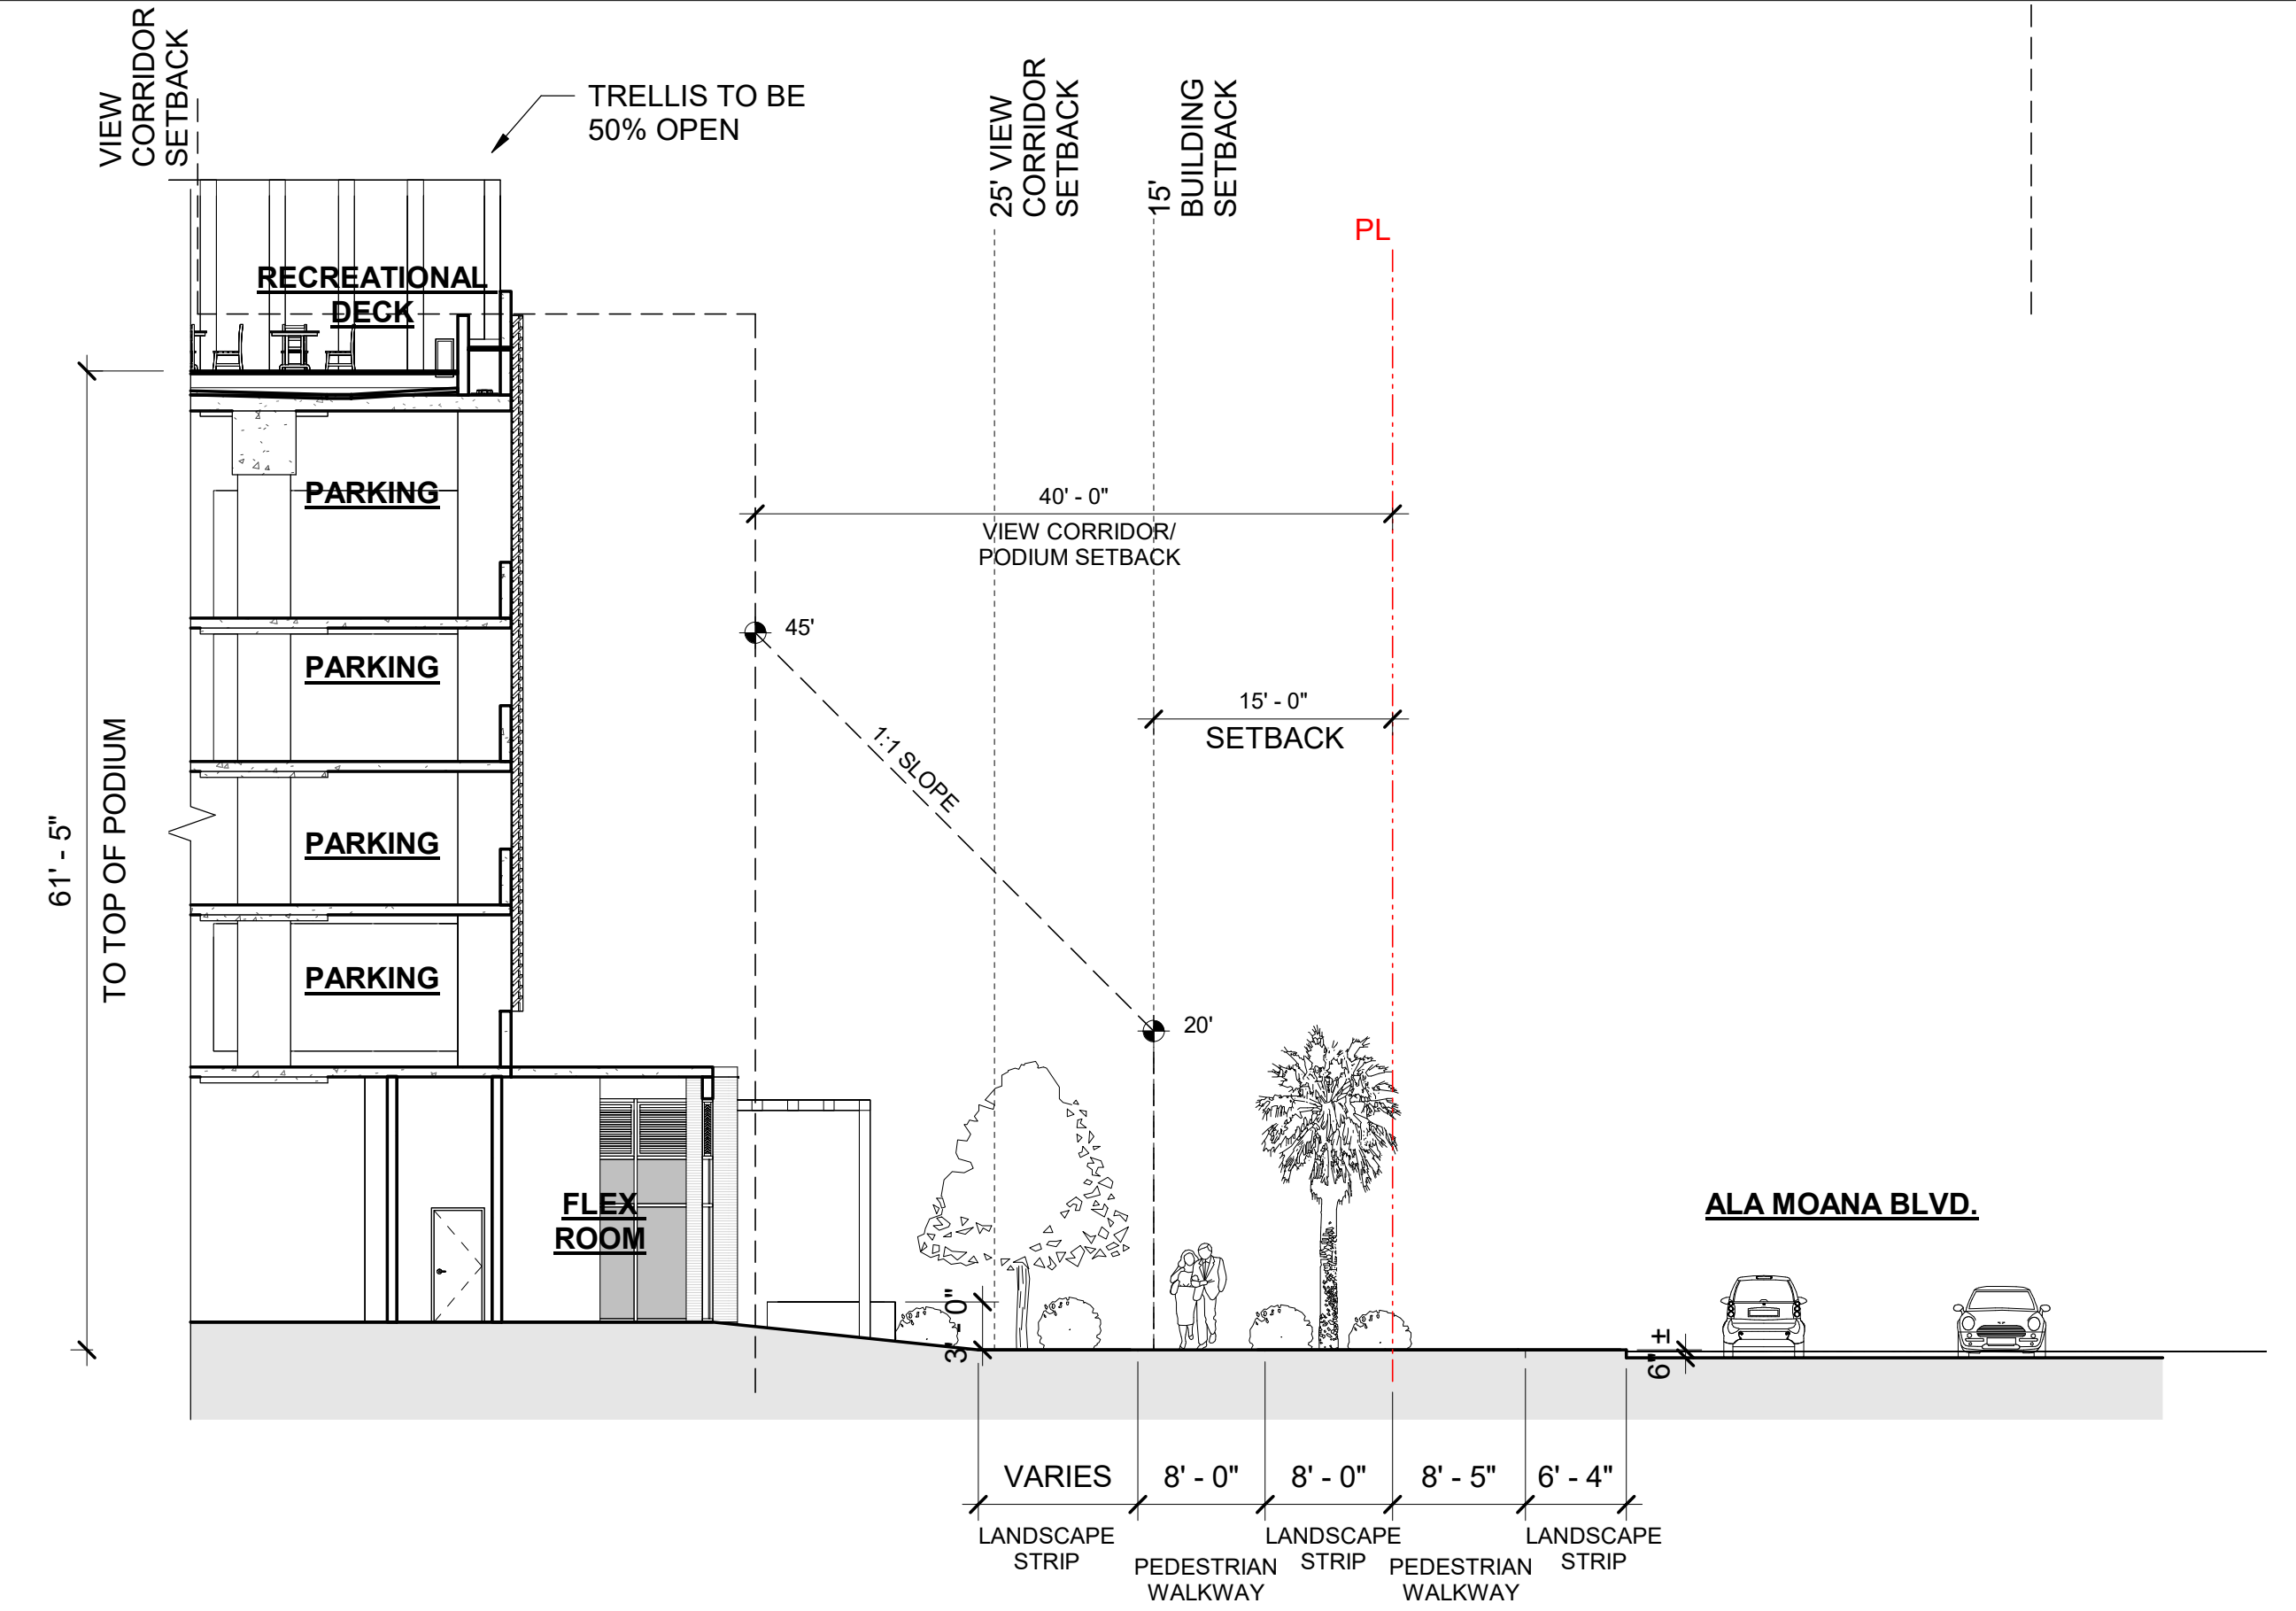 VIEW
CORRIDOR
SETBACK
TRELLIS TO BE
50% OPEN
25' VIEW
CORRIDOR
SETBACK
15'
BUILDING
SETBACK
PL
RECREATIONAL
DECK
PARKING
40' - 0"
VIEW CORRIDOR/
PODIUM SETBACK
45'
PARKING
15' - 0"
SETBACK
1:1 SLOPE
61' - 5"
TO TOP OF PODIUM
PARKING
PARKING
20'
FLEX
ROOM
ALA MOANA BLVD.
3' - 0"
6" ±
VARIES
8' - 0"
8' - 0"
8' - 5"
6' - 4"
LANDSCAPE
STRIP
PEDESTRIAN
WALKWAY
LANDSCAPE
STRIP
PEDESTRIAN
WALKWAY
LANDSCAPE
STRIP